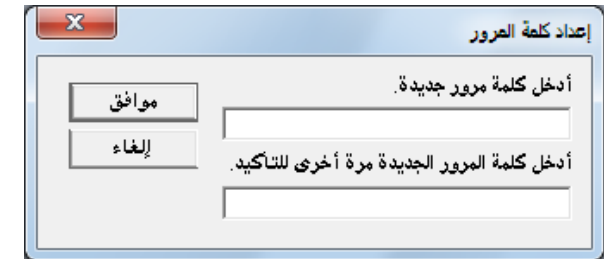 إعداد كلمة المرور
أدخل كلمة مرور جديدة.
موافق
إلغاء
أدخل كلمة المرور الجديدة مرة أخرى للتأكيد.